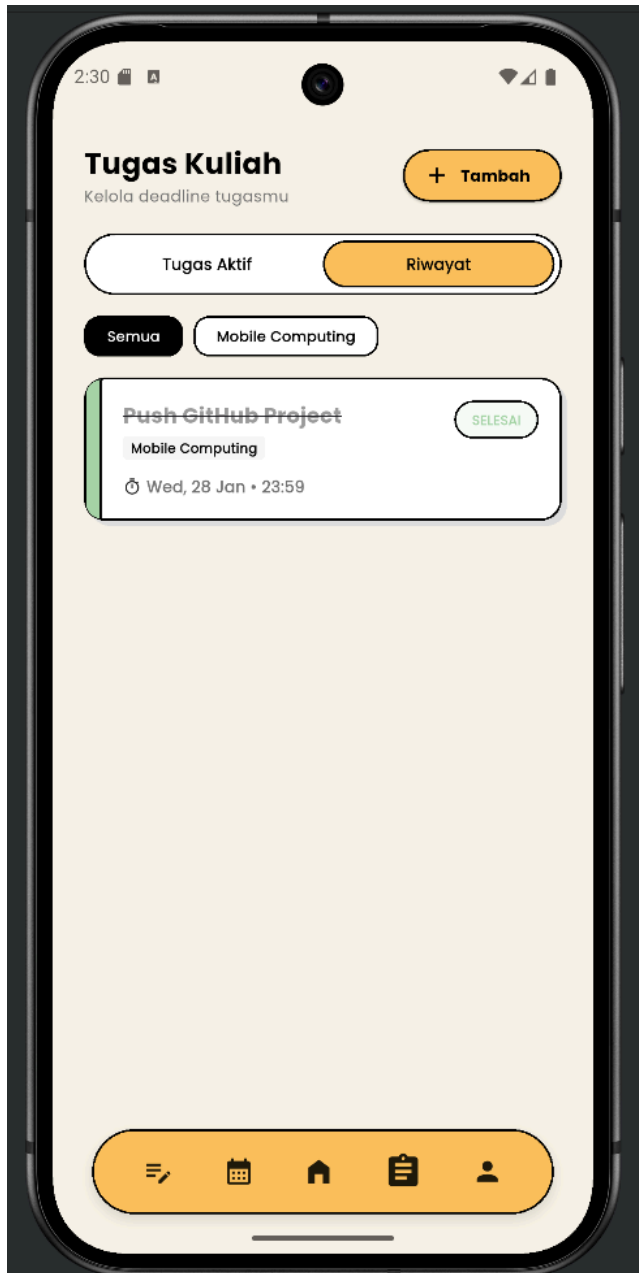 2:30
Tugas Kuliah
Kelola deadline tugasmu
+ Tambah
Tugas Aktif
Riwayat
Semua
Mobile Computing
Push GitHub Project
SELESAI
Mobile Computing
Wed, 28 Jan • 23:59